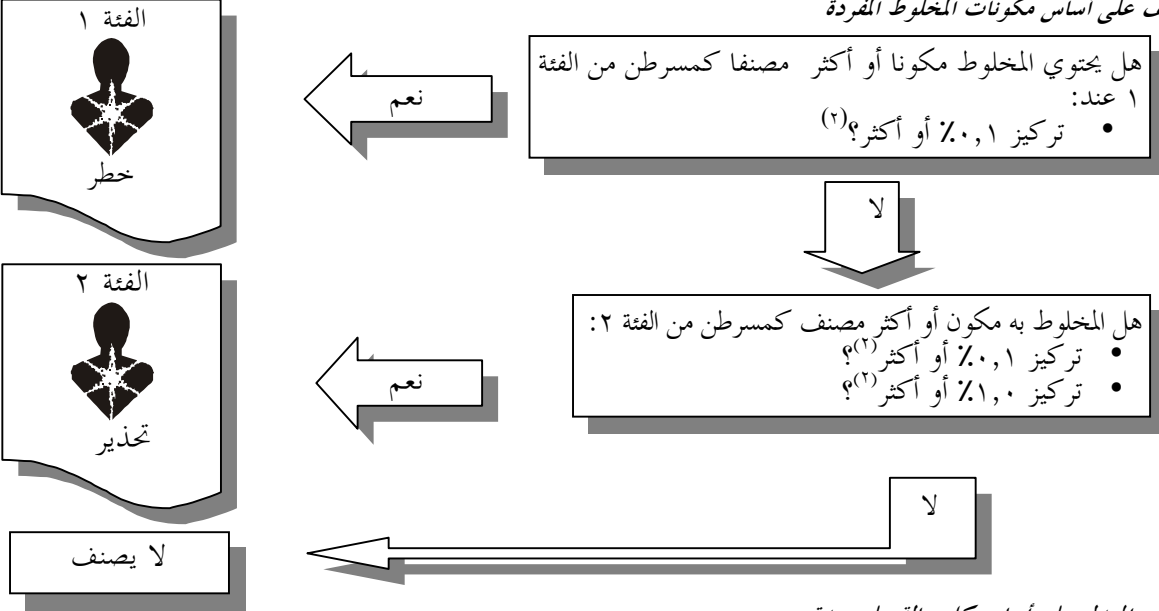 على أساس مكونات المخلوط المفردة
هل يحتوي المخلوط مكونا أو أكثر مصنفا كمسرطن من الفئة
١ عند:
• تركيز ٠,١٪ أو أكثر؟(٢)
نعم
الفئة ١
خطر
لا
هل المخلوط به مكون أو أكثر مصنف كمسرطن من الفئة ٢:
• تركيز ٠,١٪ أو أكثر(٢)؟
• تركيز ١,٠٪ أو أكثر(٢)؟
نعم
الفئة ٢
تحذير
لا
لا يصنف